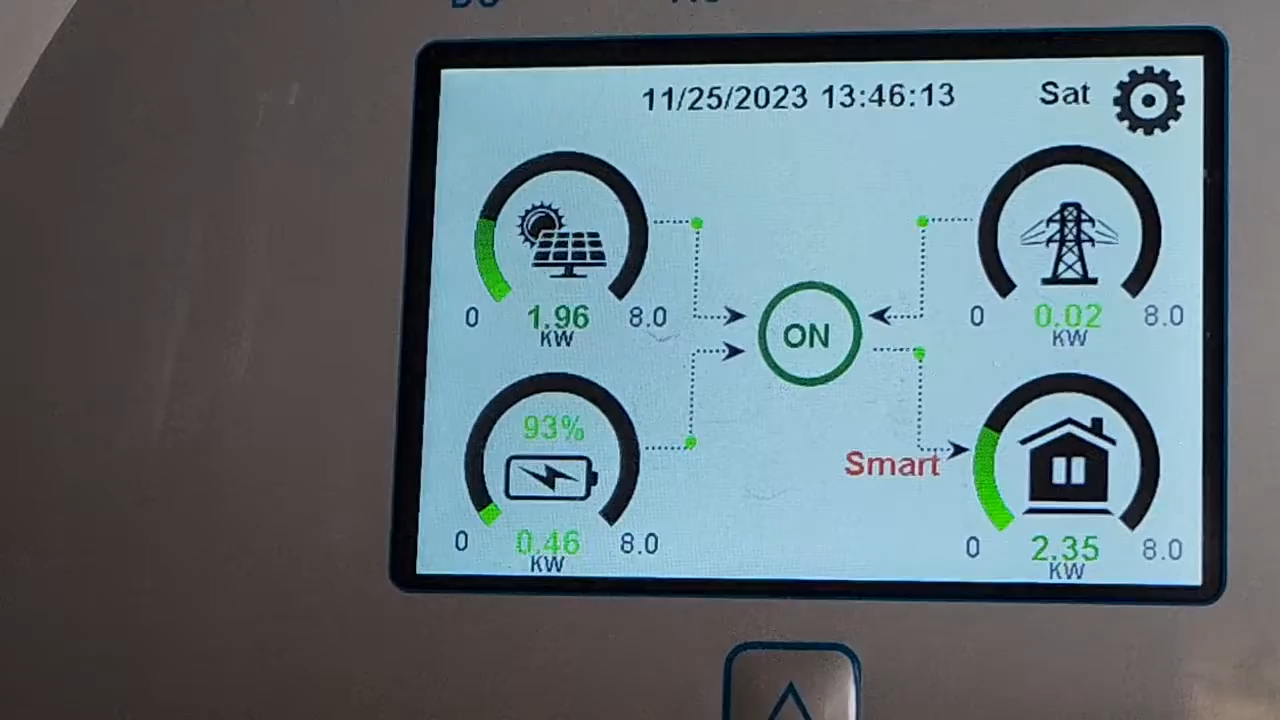 11/25/2023 13:46:13 Sat
0 1.96 8.0
KW
0 0.02 8.0
KW
ON
93%
Smart
0 0.46 8.0
KW
0 2.35 8.0
KW